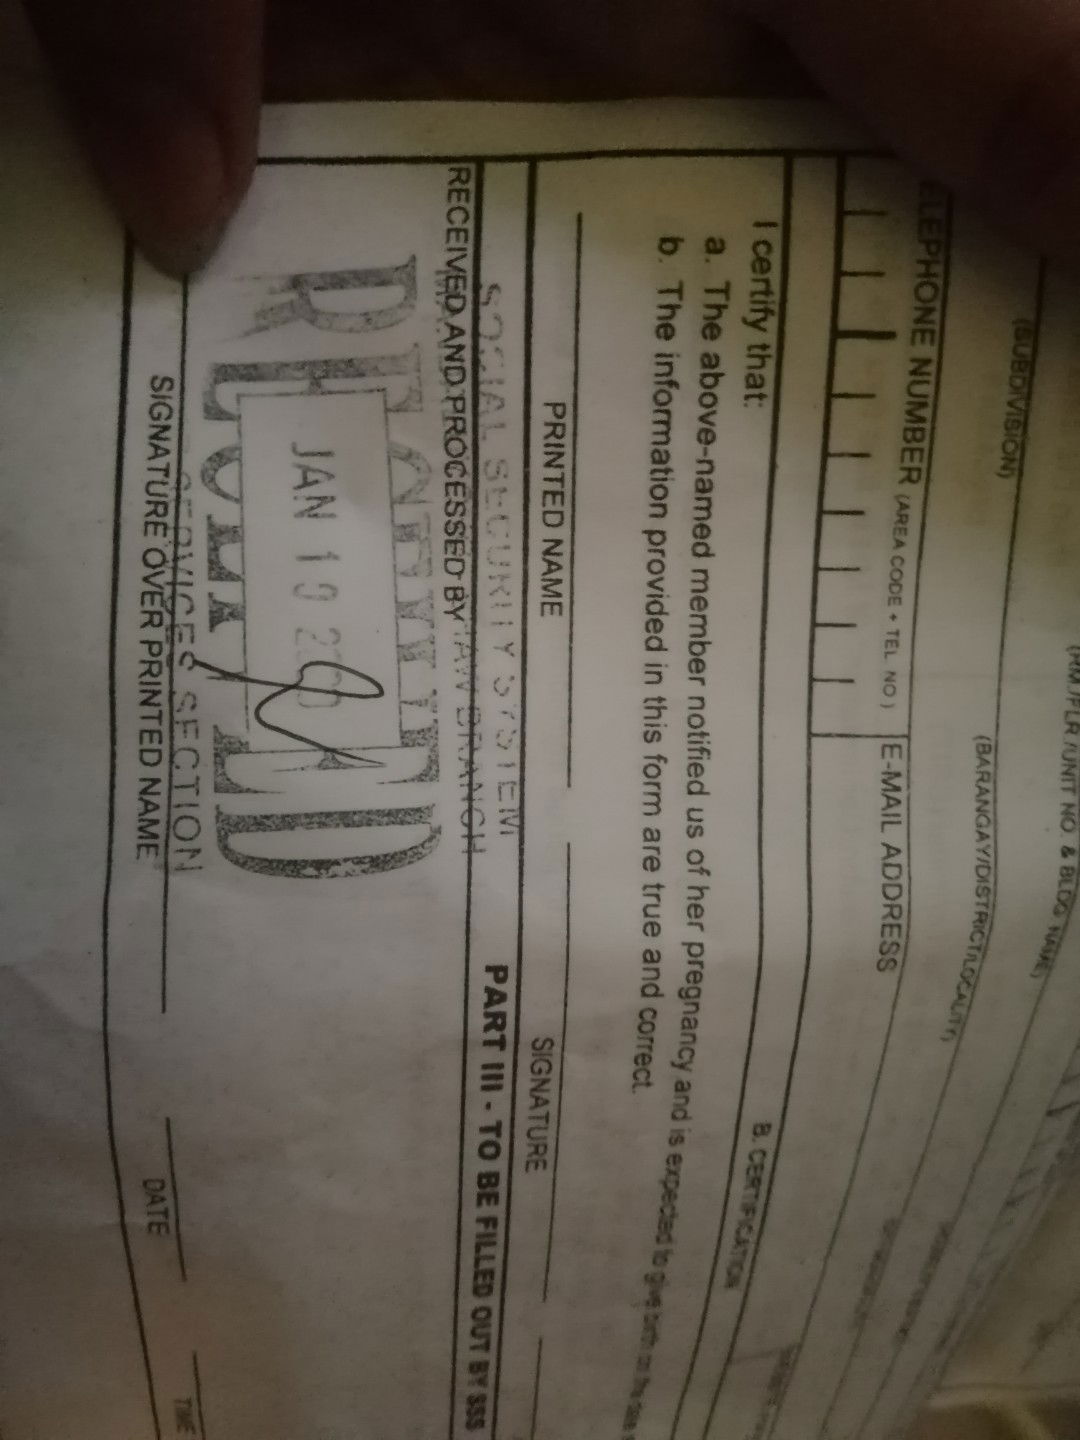 (RM./FLR./UNIT NO. & BLDG. NAME)
(SUBDIVISION)
(BARANGAY/DISTRICT/LOCALITY)
ELEPHONE NUMBER (AREA CODE + TEL. NO.)
E-MAIL ADDRESS
B. CERTIFICATION
I certify that:
a. The above-named member notified us of her pregnancy and is expected to give birth on the date
b. The information provided in this form are true and correct.
PRINTED NAME
SIGNATURE
PART III - TO BE FILLED OUT BY SSS
SOCIAL SECURITY SYSTEM
RECEIVED AND PROCESSED BY
BRANCH
RECEIVED
JAN 10 20
SERVICES SECTION
SIGNATURE OVER PRINTED NAME
DATE
TIME